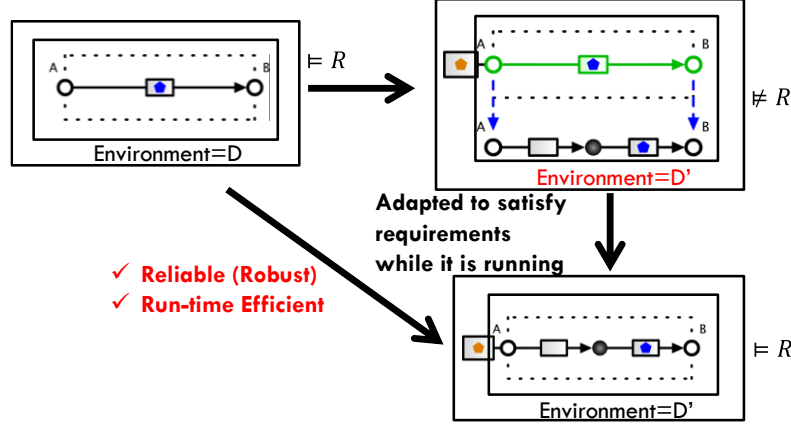 A
B
⊨ R
Environment=D
A
B
A
B
⊭ R
Environment=D'
Adapted to satisfy
requirements
while it is running
✓ Reliable (Robust)
✓ Run-time Efficient
A
B
⊨ R
Environment=D'